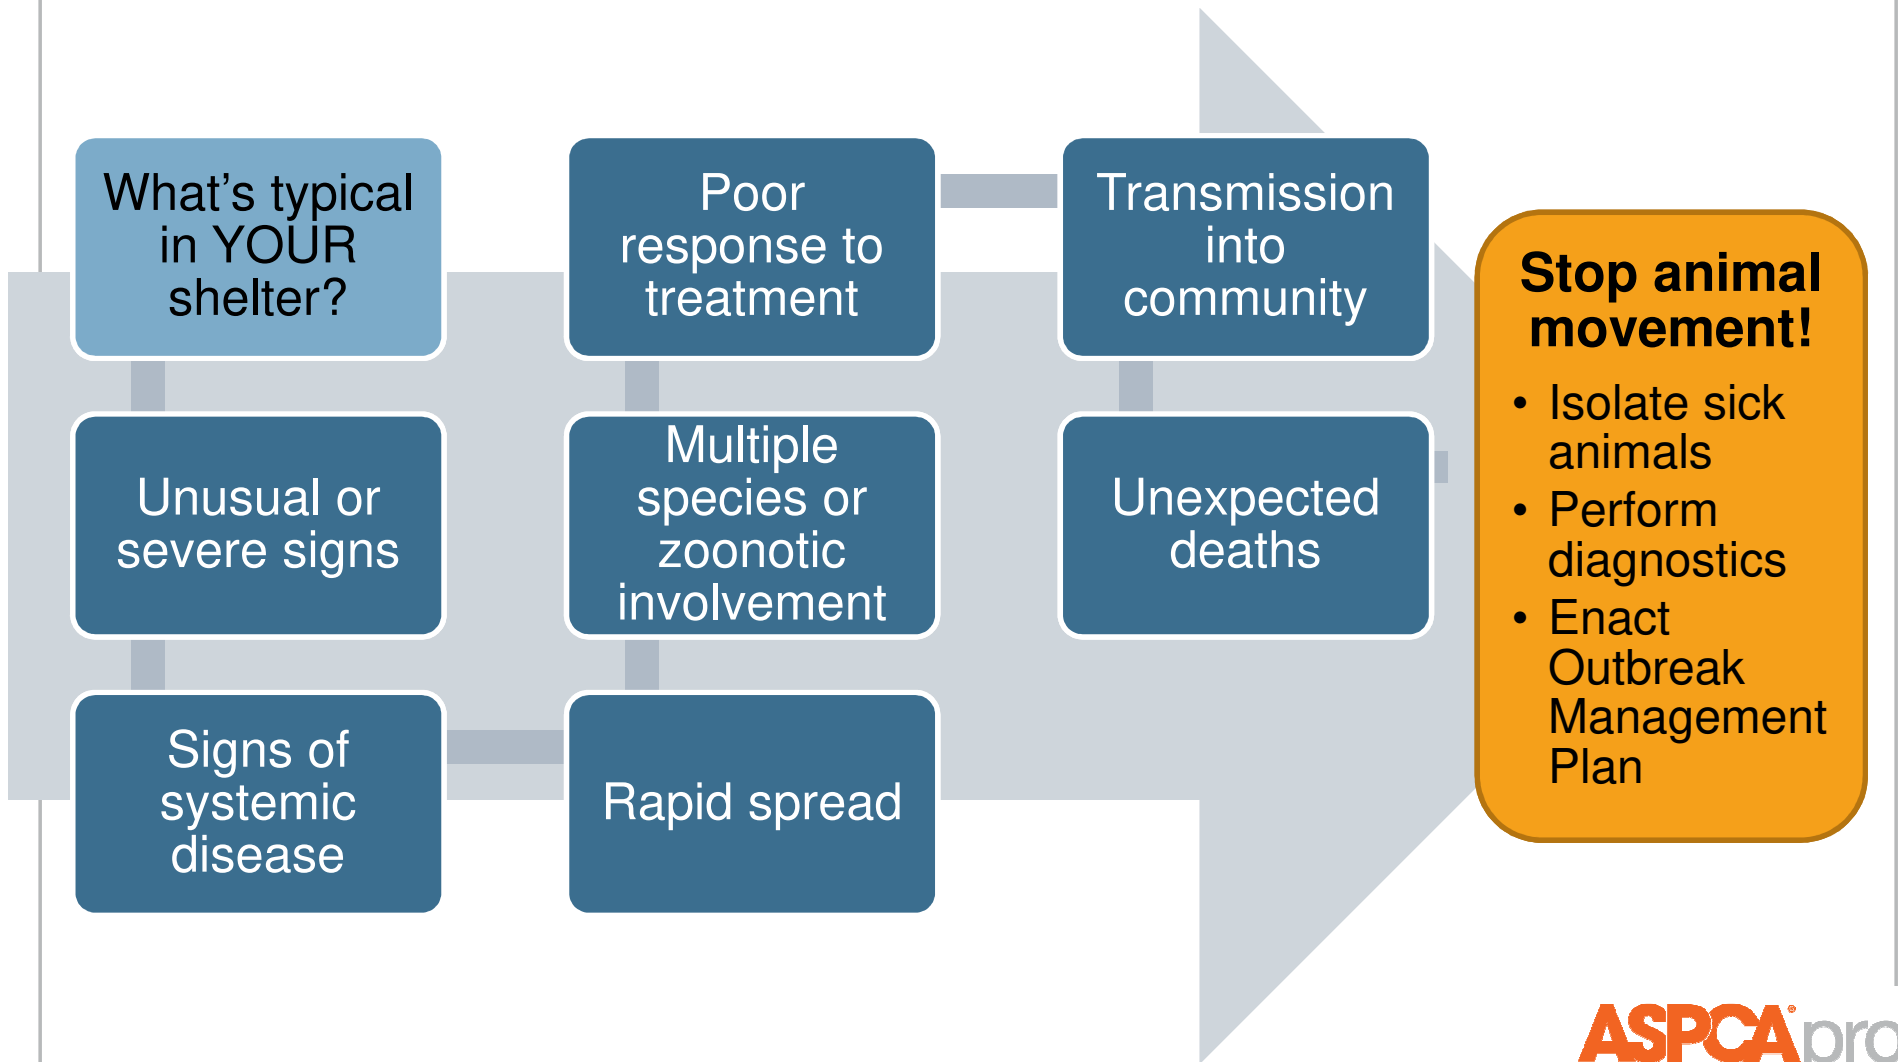 What's typical
in YOUR
shelter?
Unusual or
severe signs
Signs of
systemic
disease
Rapid spread
Multiple
species or
zoonotic
involvement
Poor
response to
treatment
Transmission
into
community
Unexpected
deaths
Stop animal
movement!
• Isolate sick
animals
• Perform
diagnostics
• Enact
Outbreak
Management
Plan
ASPCA®pro